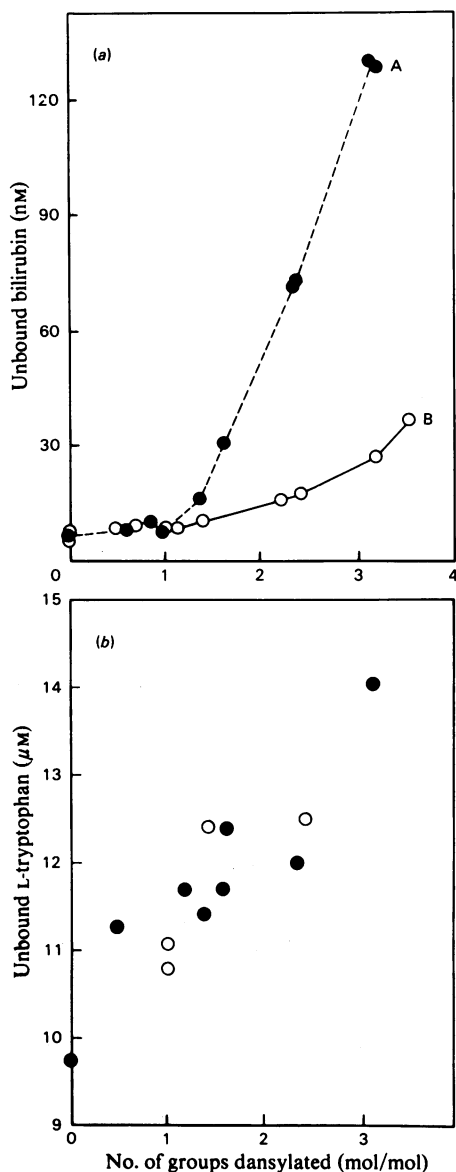 (a)
A
120
90
60
30
B
Unbound bilirubin (nM)
0
1
2
3
4
15
(b)
14
13
12
11
10
9
Unbound L-tryptophan (μM)
0
1
2
3
No. of groups dansylated (mol/mol)